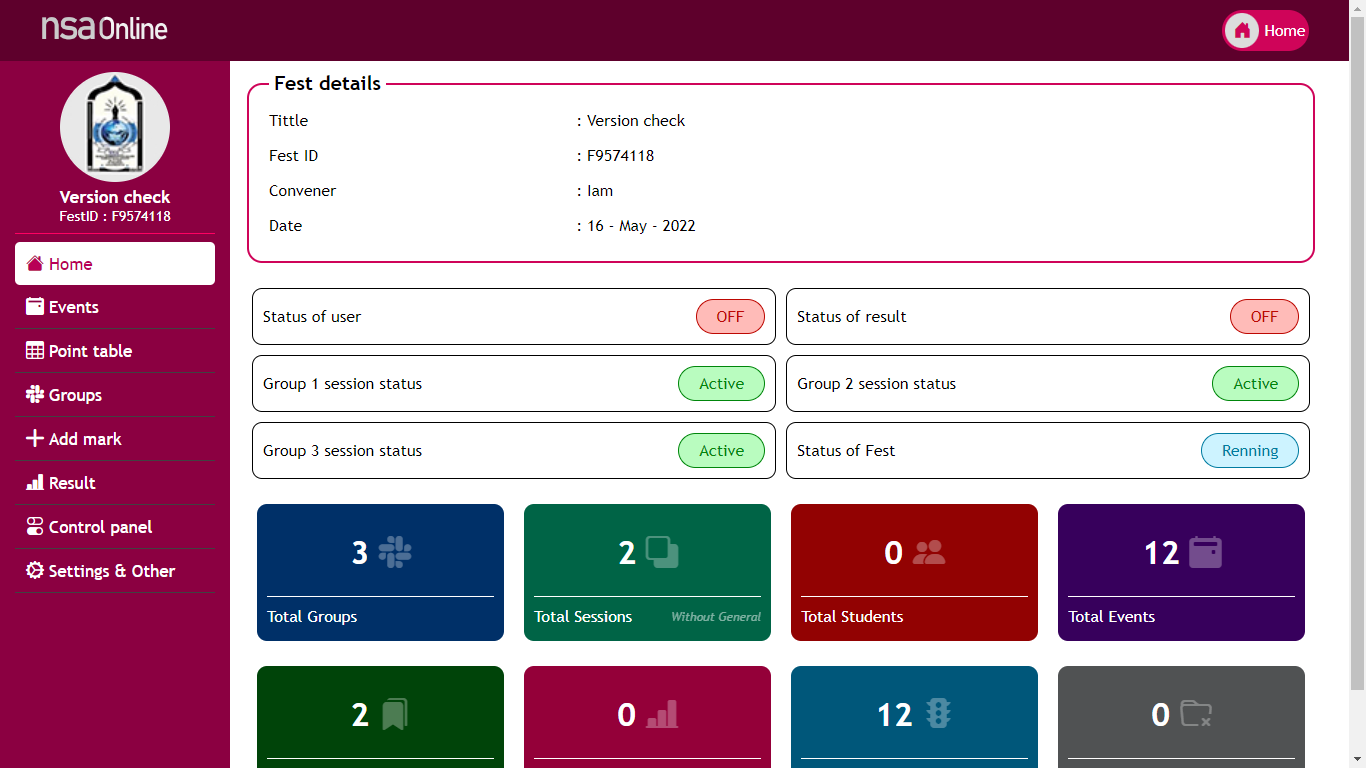 nsaOnline
Home
Version check
FestID : F9574118
Home
Events
Point table
Groups
Add mark
Result
Control panel
Settings & Other
Fest details
Tittle : Version check
Fest ID : F9574118
Convener : Iam
Date : 16 - May - 2022
Status of user OFF
Status of result OFF
Group 1 session status Active
Group 2 session status Active
Group 3 session status Active
Status of Fest Renning
3
Total Groups
2
Total Sessions Without General
0
Total Students
12
Total Events
2
0
12
0